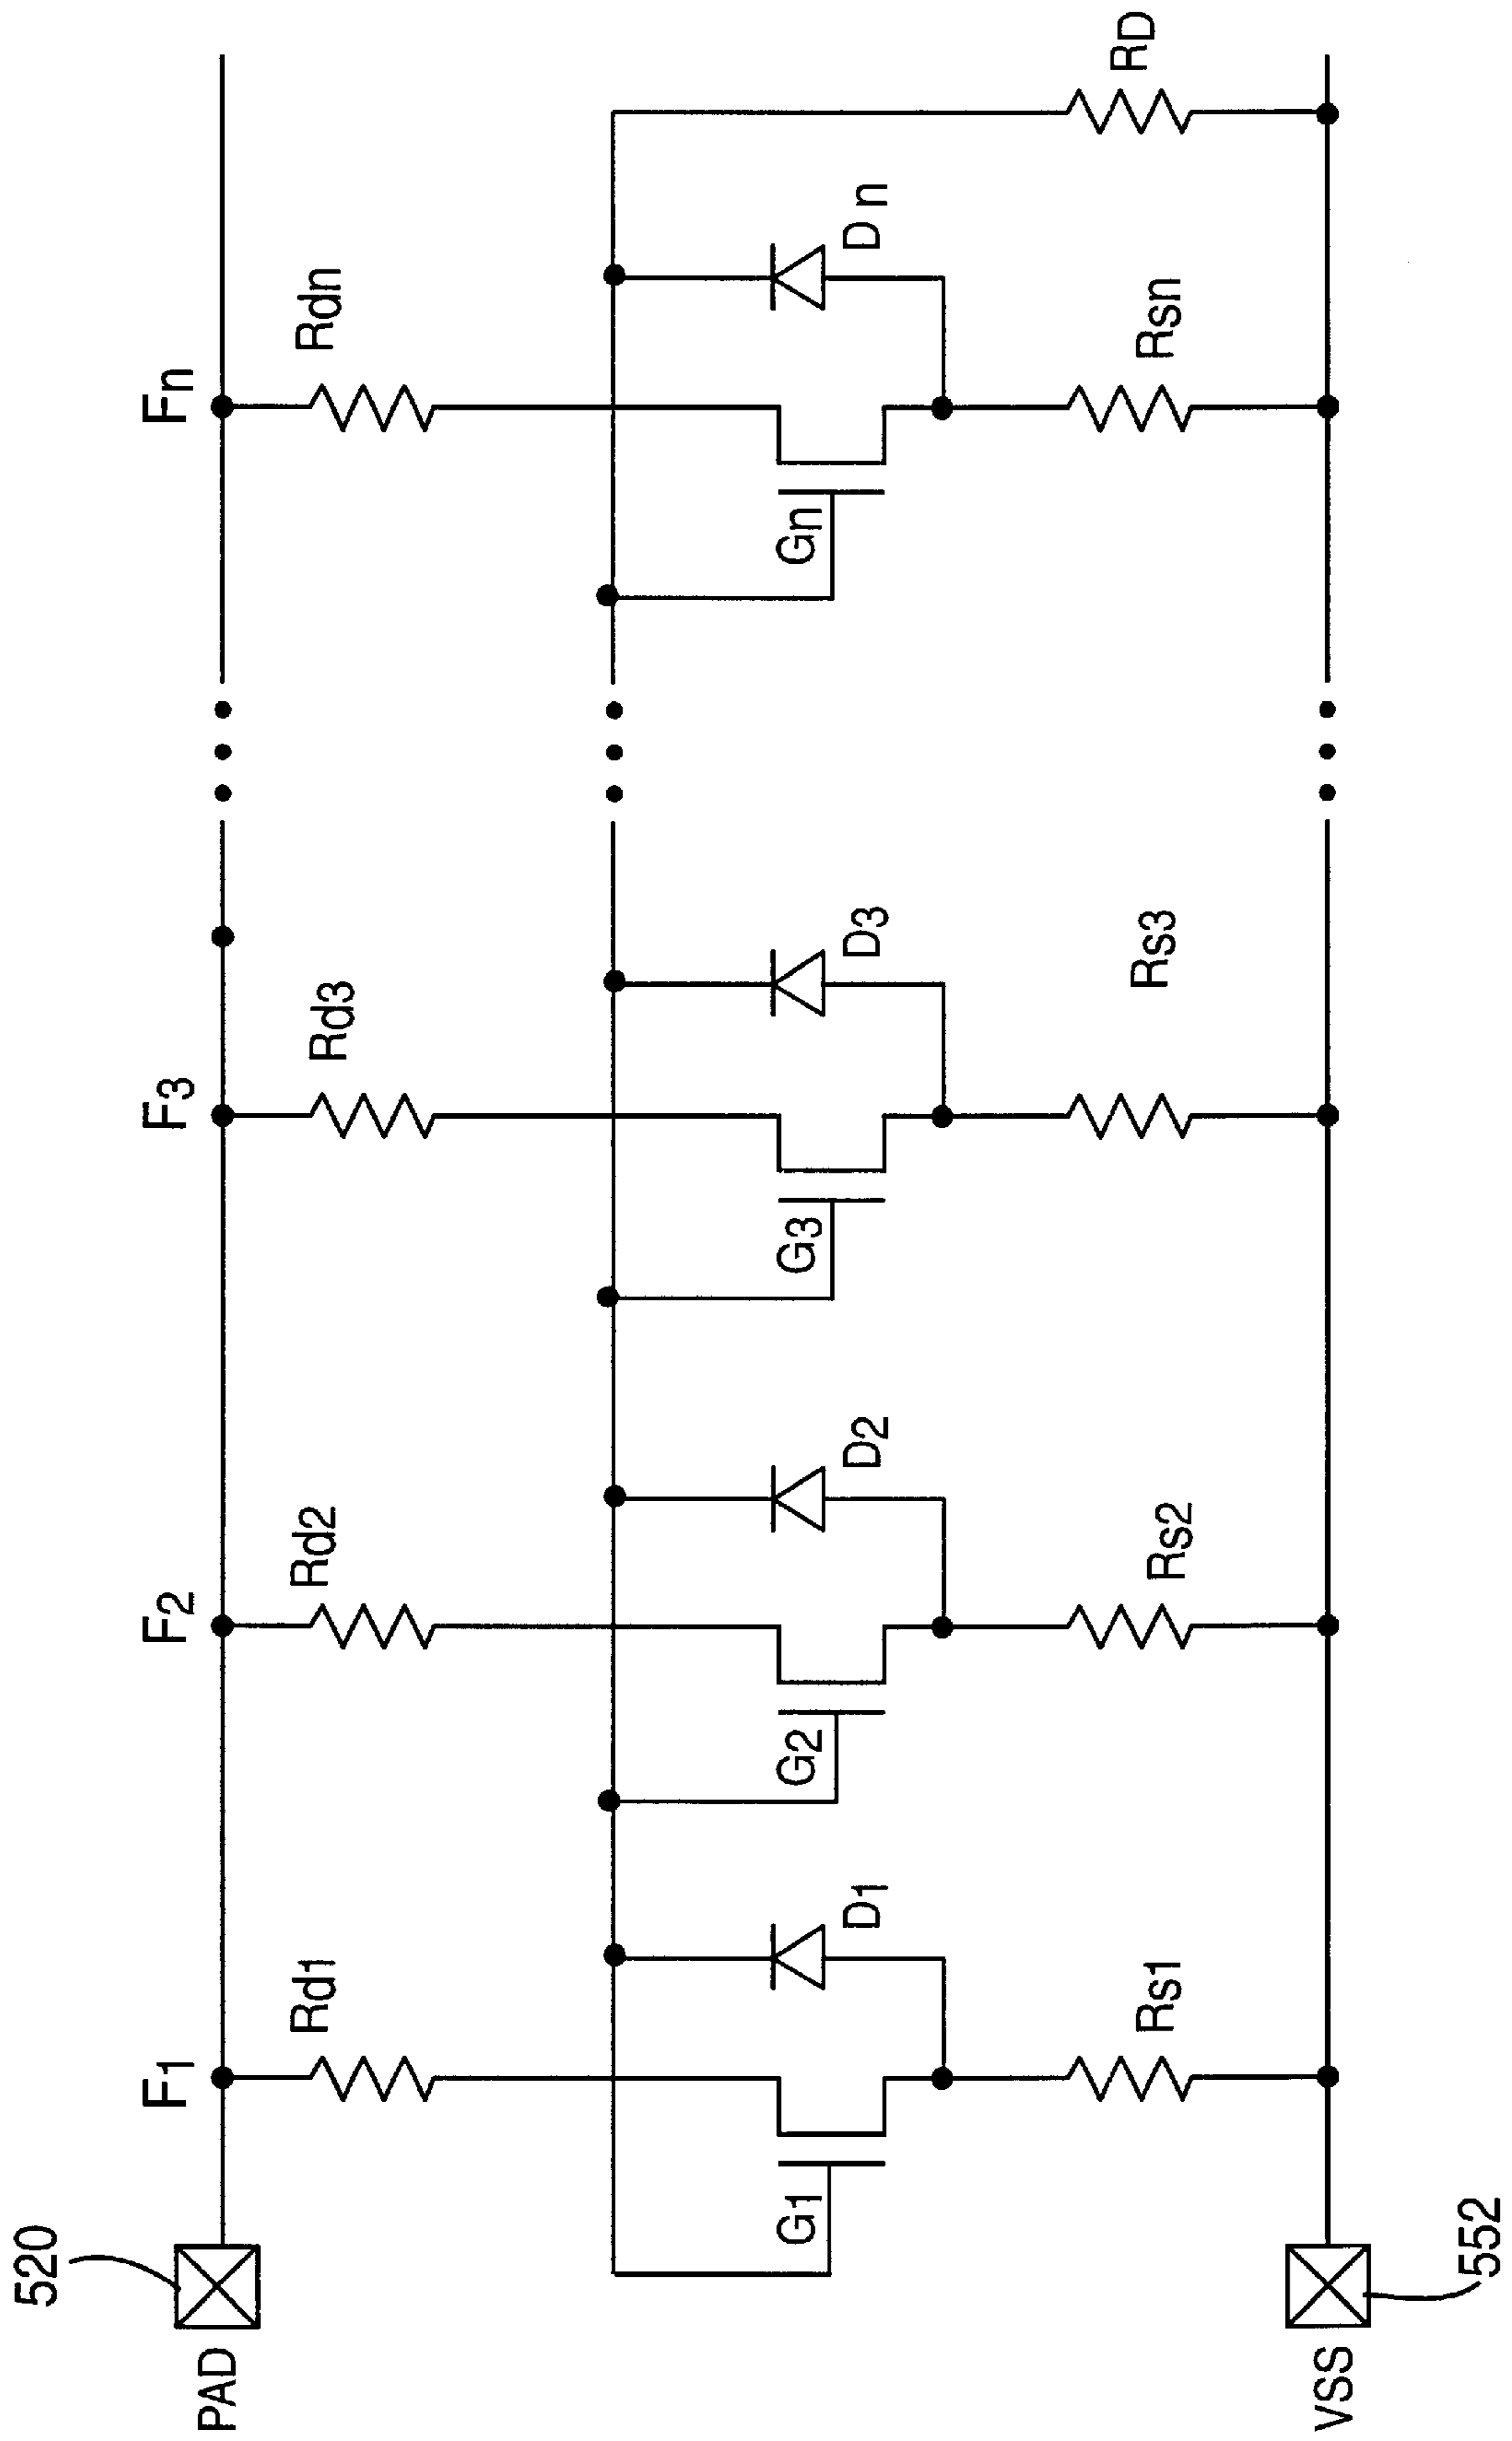 520
PAD
F1
F2
F3
Fn
Rd1
Rd2
Rd3
Rdn
G1
D1
G2
D2
G3
D3
Gn
Dn
Rs1
Rs2
Rs3
Rsn
RD
VSS
552